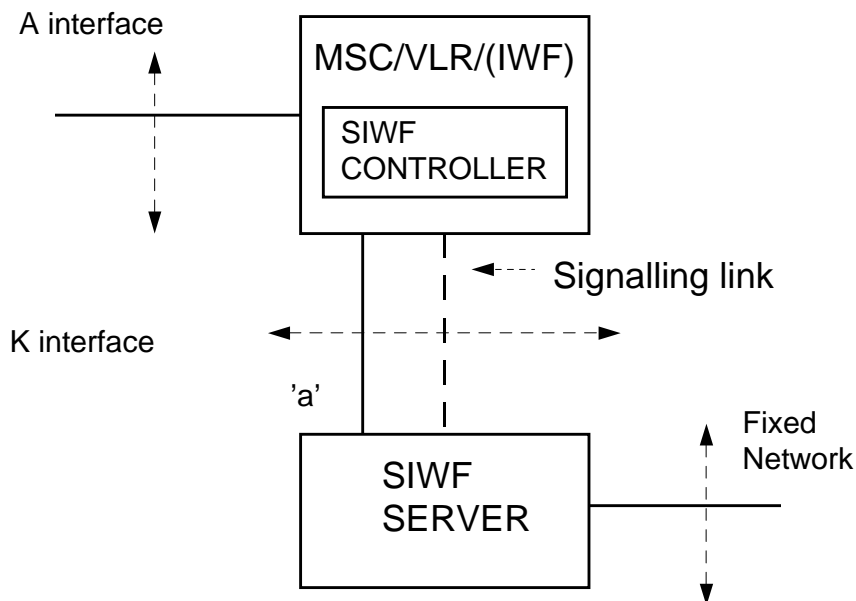 A interface
MSC/VLR/(IWF)
SIWF
CONTROLLER
Signalling link
K interface
’a’
Fixed
Network
SIWF
SERVER